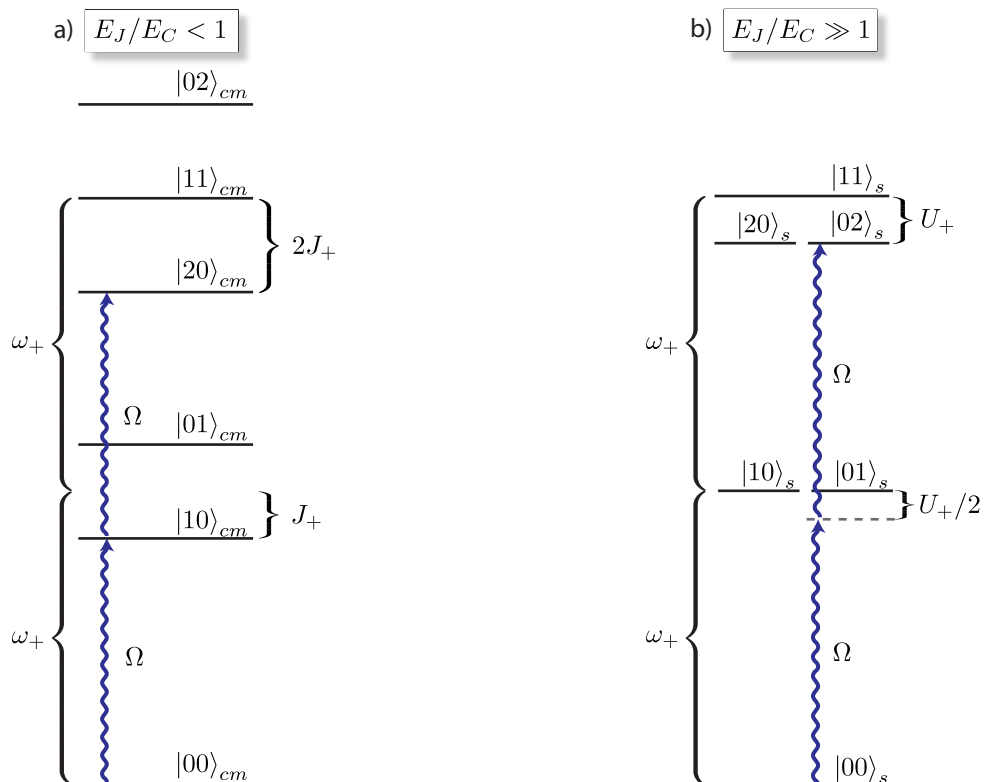 a) E_J/E_C < 1
|02⟩_cm
|11⟩_cm
2J_+
|20⟩_cm
ω_+
Ω
|01⟩_cm
|10⟩_cm
J_+
ω_+
Ω
|00⟩_cm
b) E_J/E_C ≫ 1
|11⟩_s
|20⟩_s |02⟩_s
U_+
ω_+
Ω
|10⟩_s |01⟩_s
U_+/2
ω_+
Ω
|00⟩_s